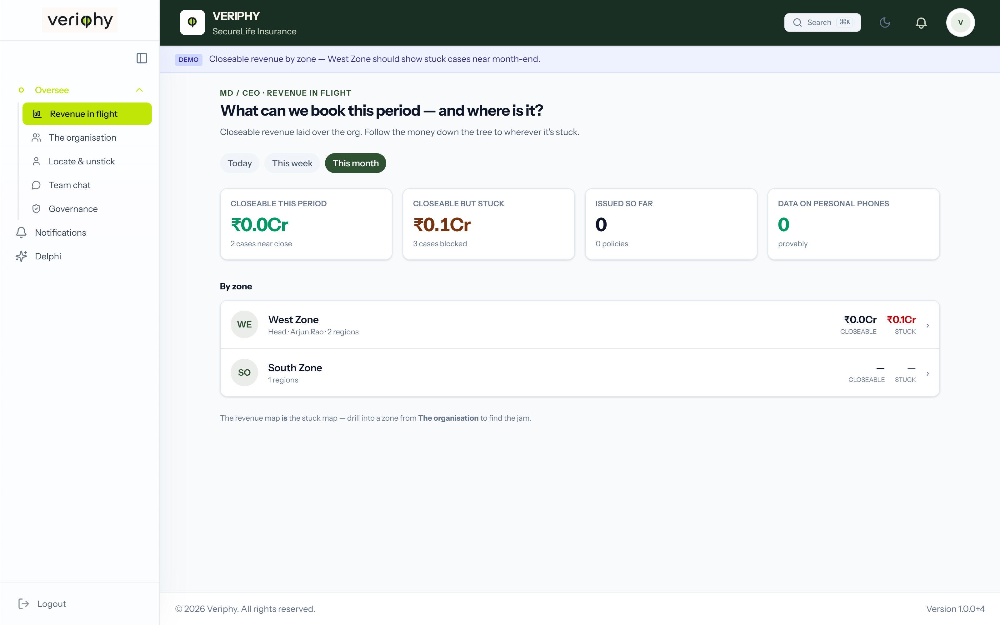 veriphy
VERIPHY
SecureLife Insurance
Search ⌘K
V
DEMO Closeable revenue by zone — West Zone should show stuck cases near month-end.
Oversee
Revenue in flight
The organisation
Locate & unstick
Team chat
Governance
Notifications
Delphi
Logout
MD / CEO · REVENUE IN FLIGHT
What can we book this period — and where is it?
Closeable revenue laid over the org. Follow the money down the tree to wherever it's stuck.
Today This week This month
CLOSEABLE THIS PERIOD
₹0.0Cr
2 cases near close
CLOSEABLE BUT STUCK
₹0.1Cr
3 cases blocked
ISSUED SO FAR
0
0 policies
DATA ON PERSONAL PHONES
0
provably
By zone
WE
West Zone
Head · Arjun Rao · 2 regions
₹0.0Cr ₹0.1Cr
CLOSEABLE STUCK
SO
South Zone
1 regions
— —
CLOSEABLE STUCK
The revenue map is the stuck map — drill into a zone from The organisation to find the jam.
© 2026 Veriphy. All rights reserved.
Version 1.0.0+4